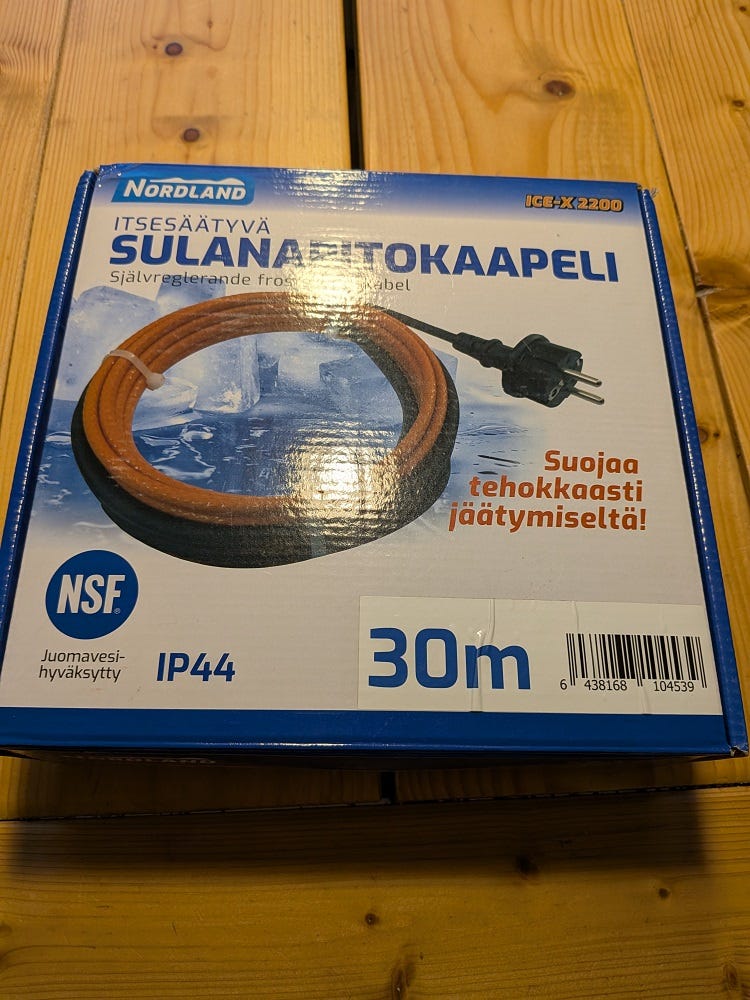 NORDLAND
ICE-X 2200
ITSESÄÄTYVÄ
SULANAPITOKAAPELI
Självreglerande
Suojaa
tehokkaasti
jäätymiseltä!
NSF®
Juomavesi-
hyväksytty
IP44
30m
6 438168 104539